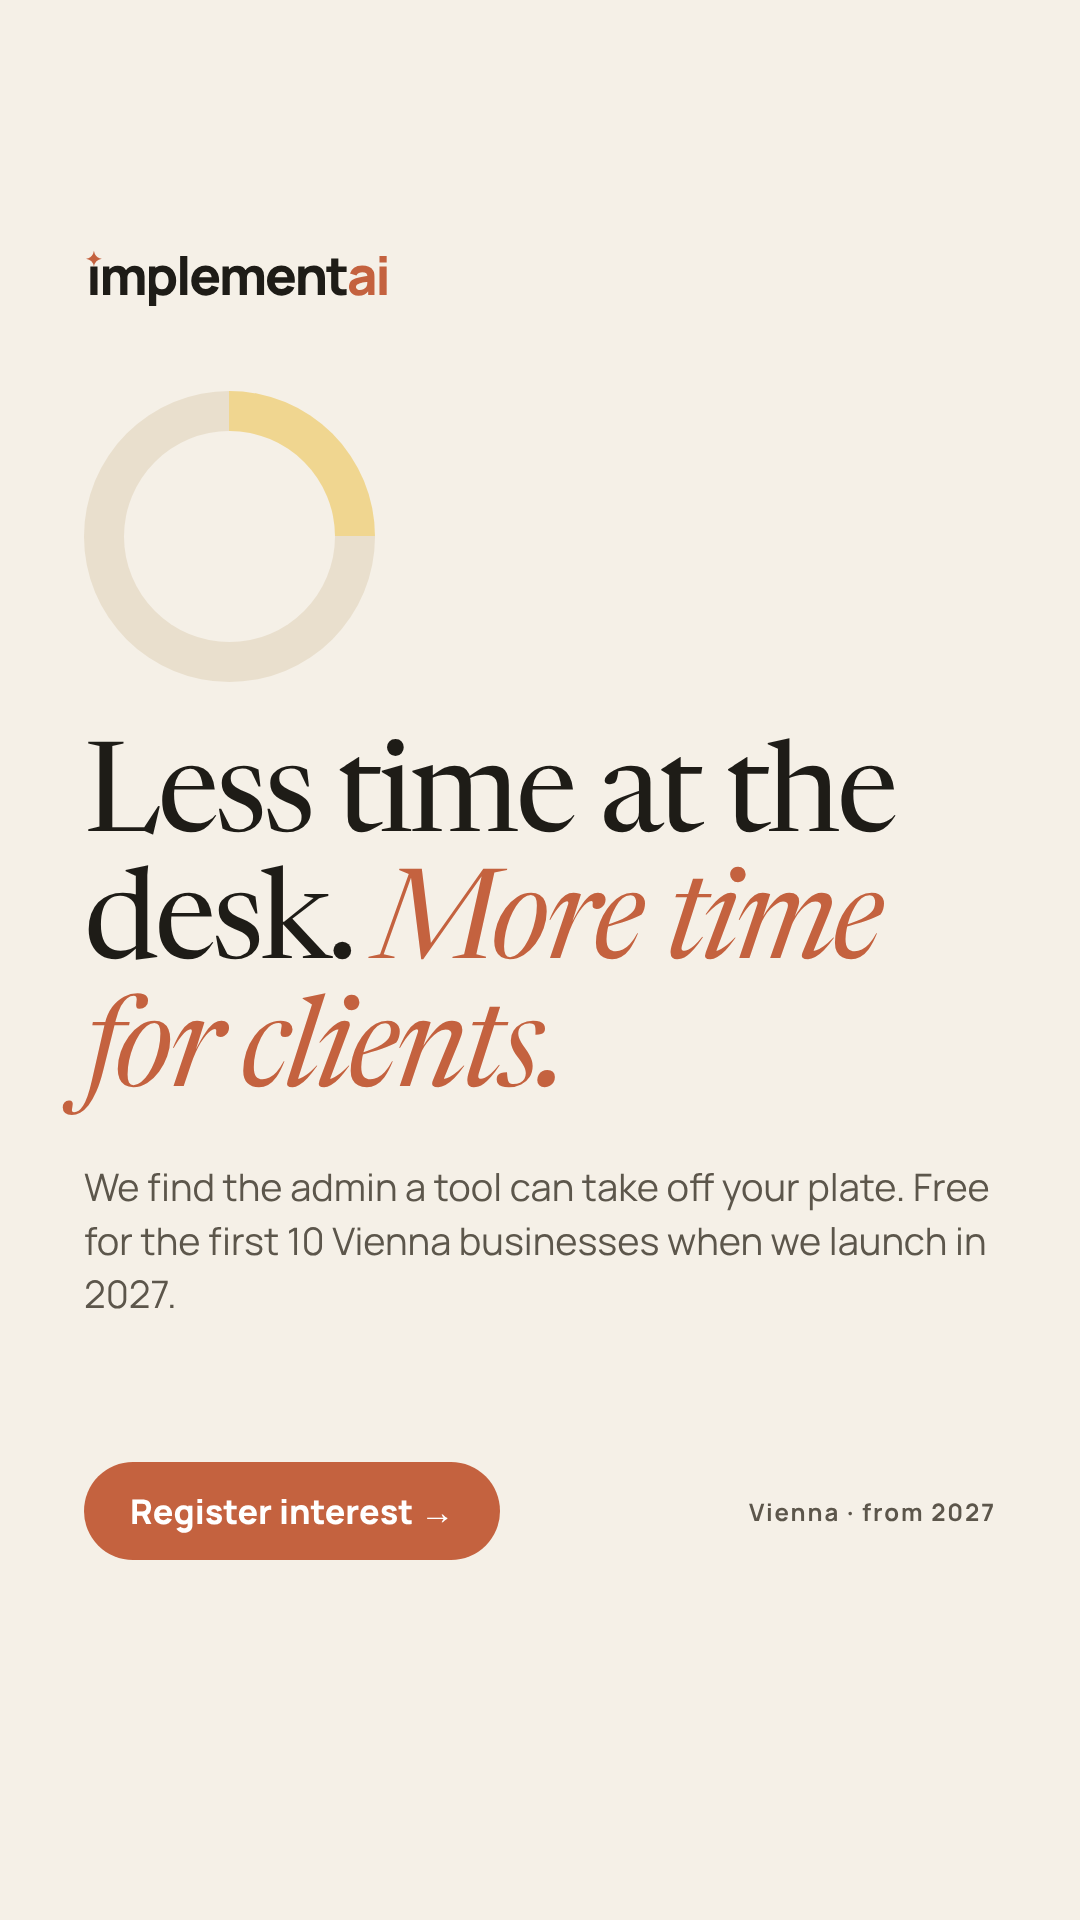 implementai
Less time at the
desk. More time
for clients.
We find the admin a tool can take off your plate. Free
for the first 10 Vienna businesses when we launch in
2027.
Register interest →
Vienna · from 2027